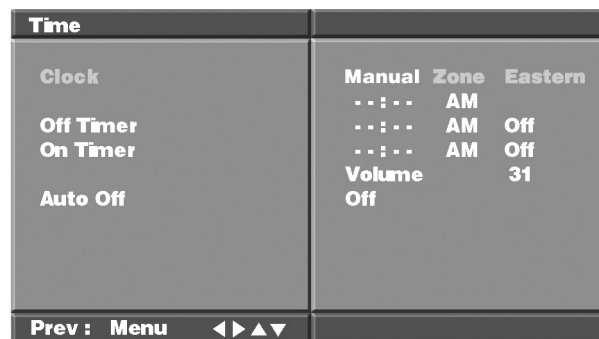 Time
Clock Manual Zone Eastern
--:-- AM
Off Timer --:-- AM Off
On Timer --:-- AM Off
Volume 31
Auto Off Off
Prev : Menu ◀▶▲▼